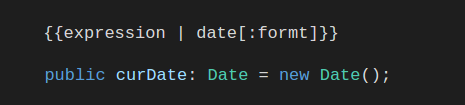 {{expression | date[:formt]}}
public curDate: Date = new Date();